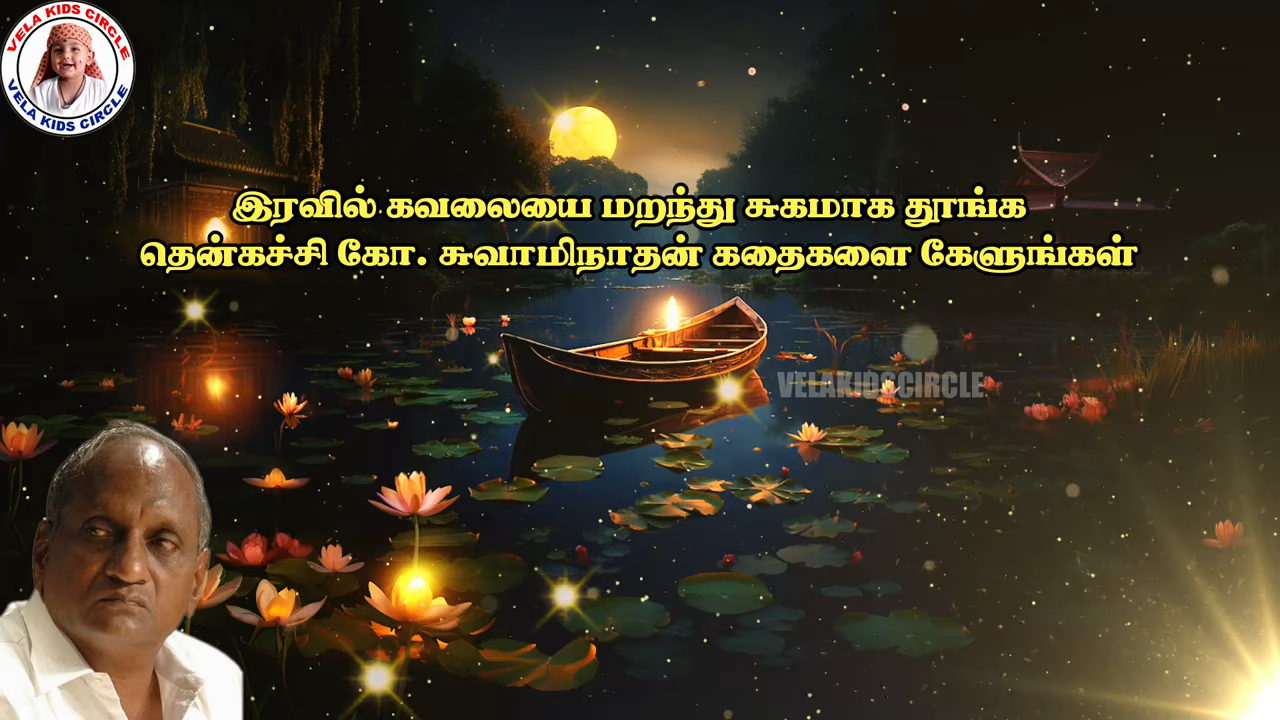 VELA KIDS CIRCLE
VELA KIDS CIRCLE
இரவில் கவலையை மறந்து சுகமாக தூங்க
தென்கச்சி கோ. சுவாமிநாதன் கதைகளை கேளுங்கள்
VELAKIDSCIRCLE